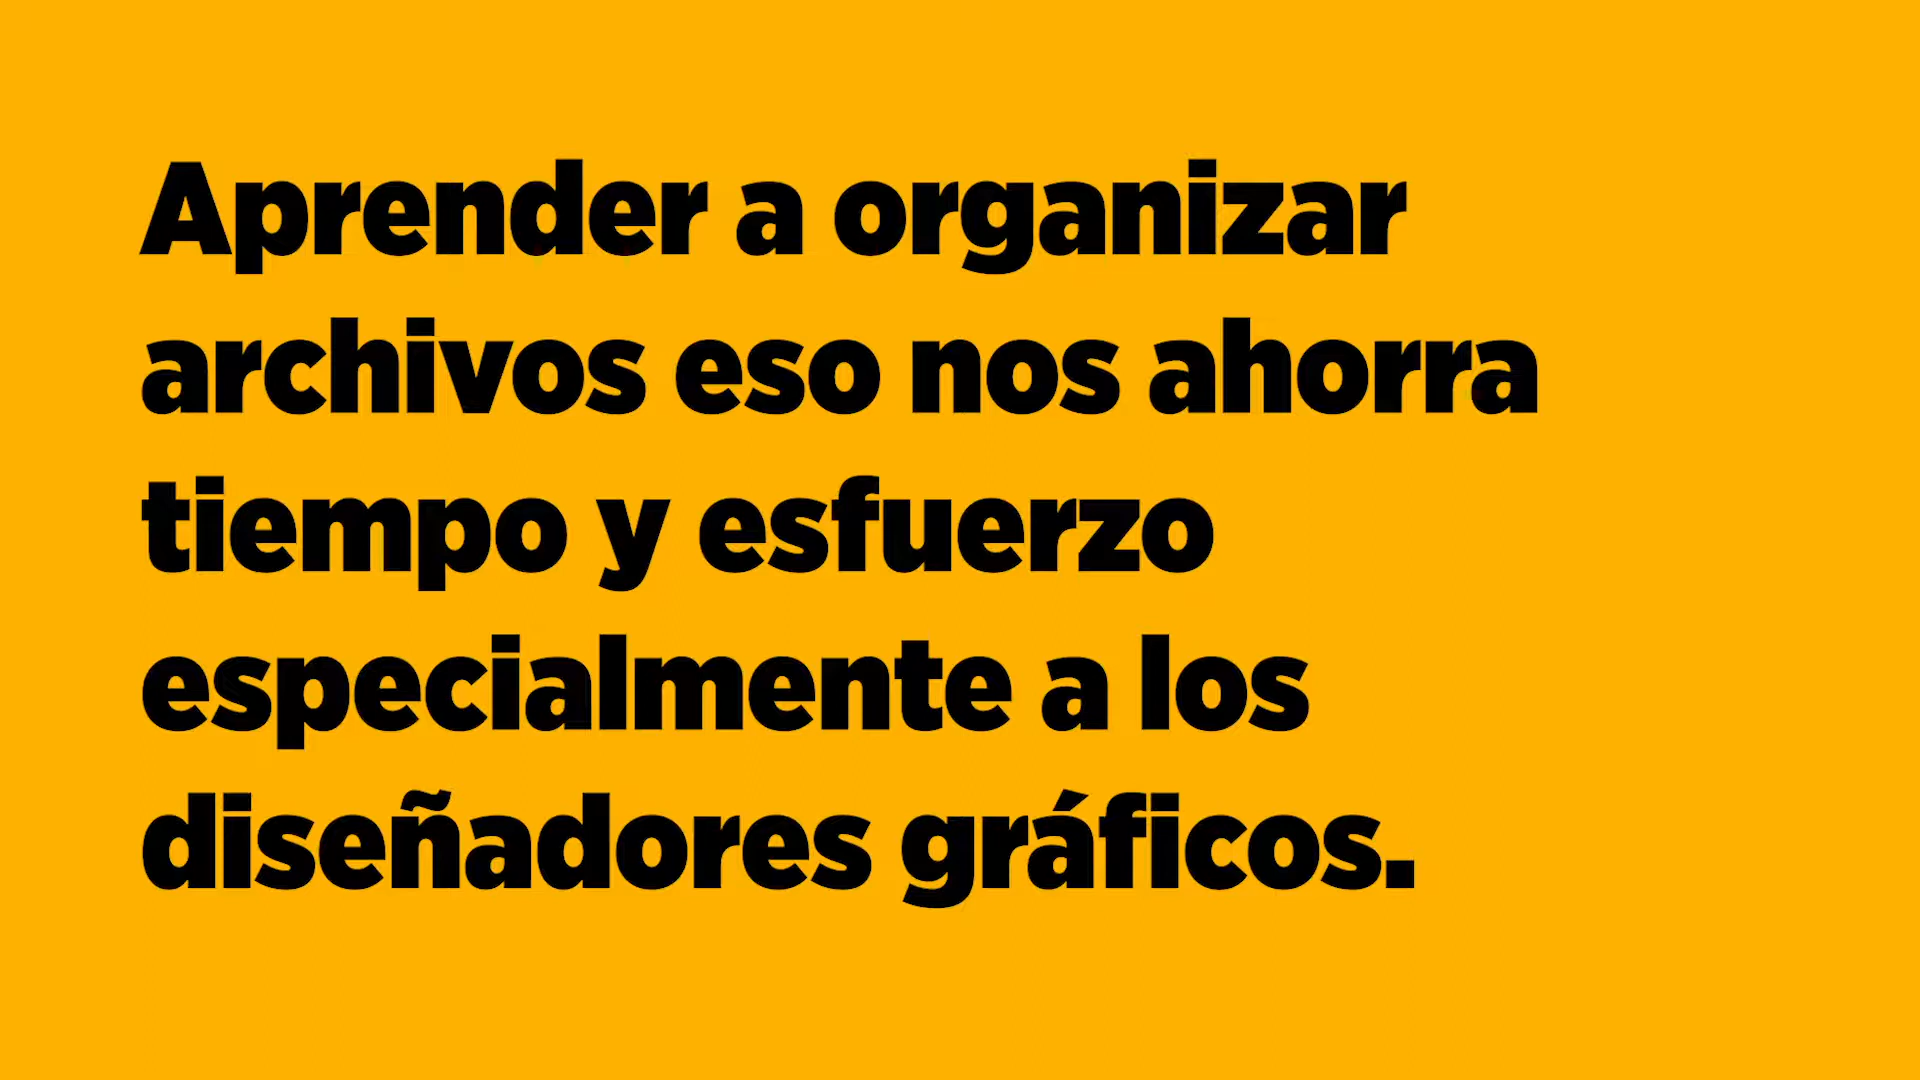 Aprender a organizar
archivos eso nos ahorra
tiempo y esfuerzo
especialmente a los
diseñadores gráficos.